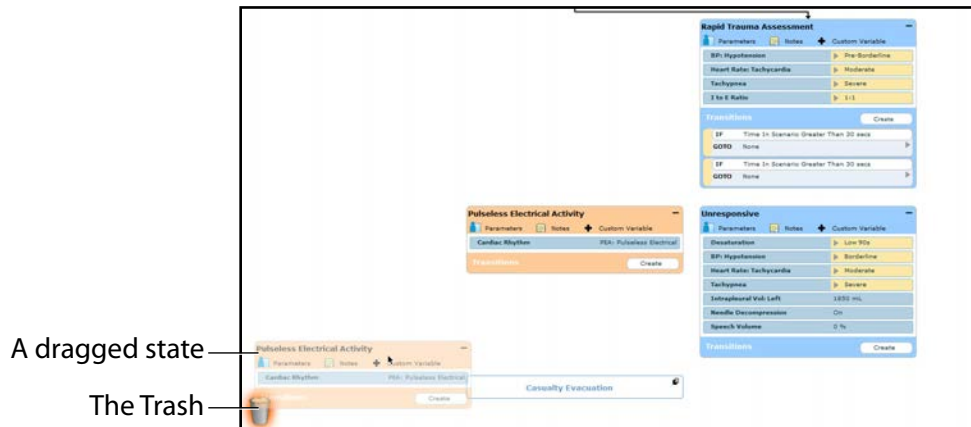 Rapid Trauma Assessment
Parameters Notes Custom Variable
BP: Hypotension Pre-Borderline
Heart Rate: Tachycardia Moderate
Tachypnea Severe
I to E Ratio 1:1
Transitions Create
IF Time In Scenario Greater Than 30 secs
GOTO None
IF Time In Scenario Greater Than 30 secs
GOTO None
Pulseless Electrical Activity
Parameters Notes Custom Variable
Cardiac Rhythm PEA: Pulseless Electrical
Transitions Create
Unresponsive
Parameters Notes Custom Variable
Desaturation Low 90s
BP: Hypotension Borderline
Heart Rate: Tachycardia Moderate
Tachypnea Severe
Intrapleural Vol: Left 1850 mL
Needle Decompression On
Speech Volume 0 %
Transitions Create
A dragged state
Pulseless Electrical Activity
Parameters Notes Custom Variable
Cardiac Rhythm PEA: Pulseless Electrical
Create
Casualty Evacuation
The Trash